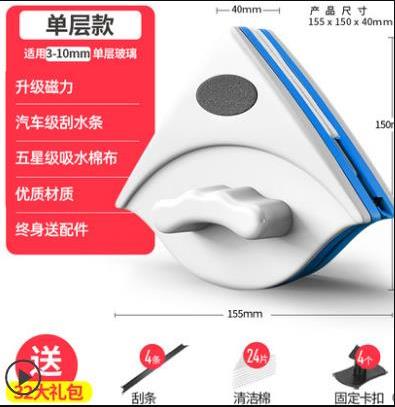 单层款
适用3-10mm单层玻璃
升级磁力
汽车级刮水条
五星级吸水棉布
优质材质
终身送配件
40mm
产品尺寸
155 x 150 x 40mm
150m
155mm
送
32大礼包
4条
刮条
24片
清洁棉
4个
固定卡扣